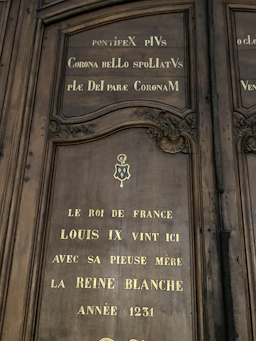 pontifeX pIVs
Corona beLLo spoLIatVs
pIæ DeI paræ CoronaM
LE ROI DE FRANCE
LOUIS IX VINT ICI
AVEC SA PIEUSE MÈRE
LA REINE BLANCHE
ANNÉE 1231